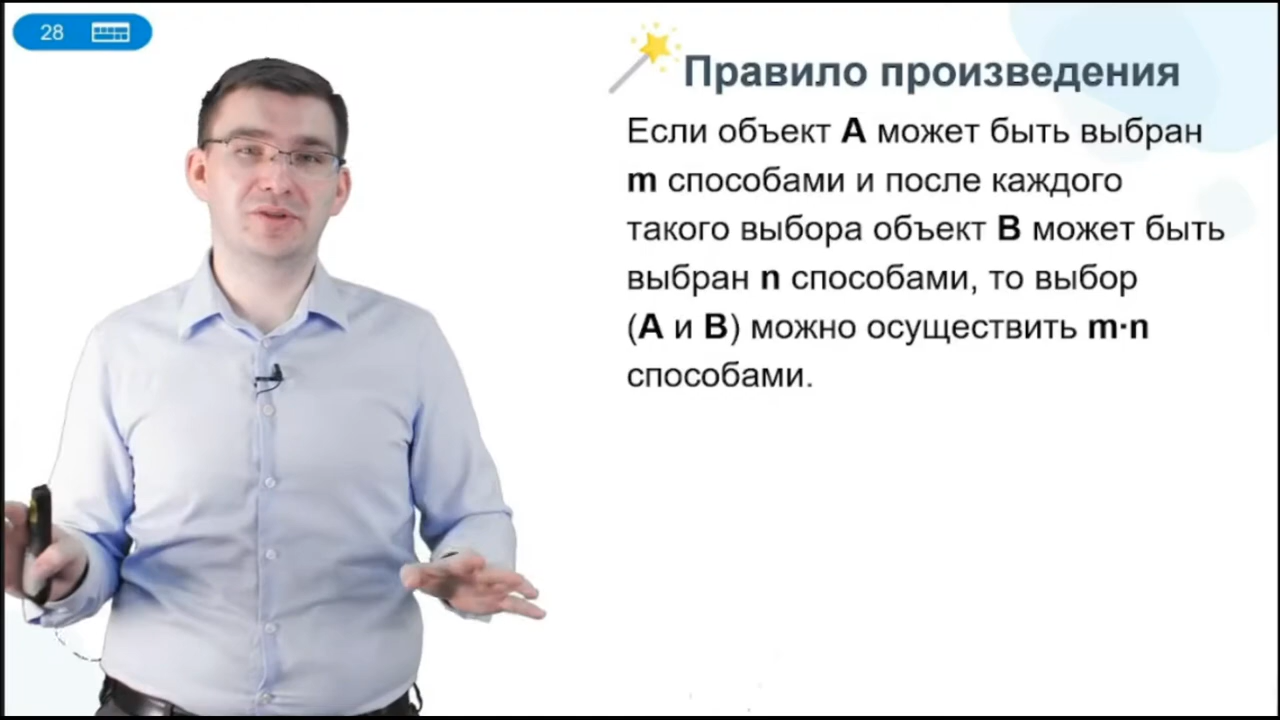 28
Правило произведения
Если объект A может быть выбран
m способами и после каждого
такого выбора объект B может быть
выбран n способами, то выбор
(A и B) можно осуществить m·n
способами.